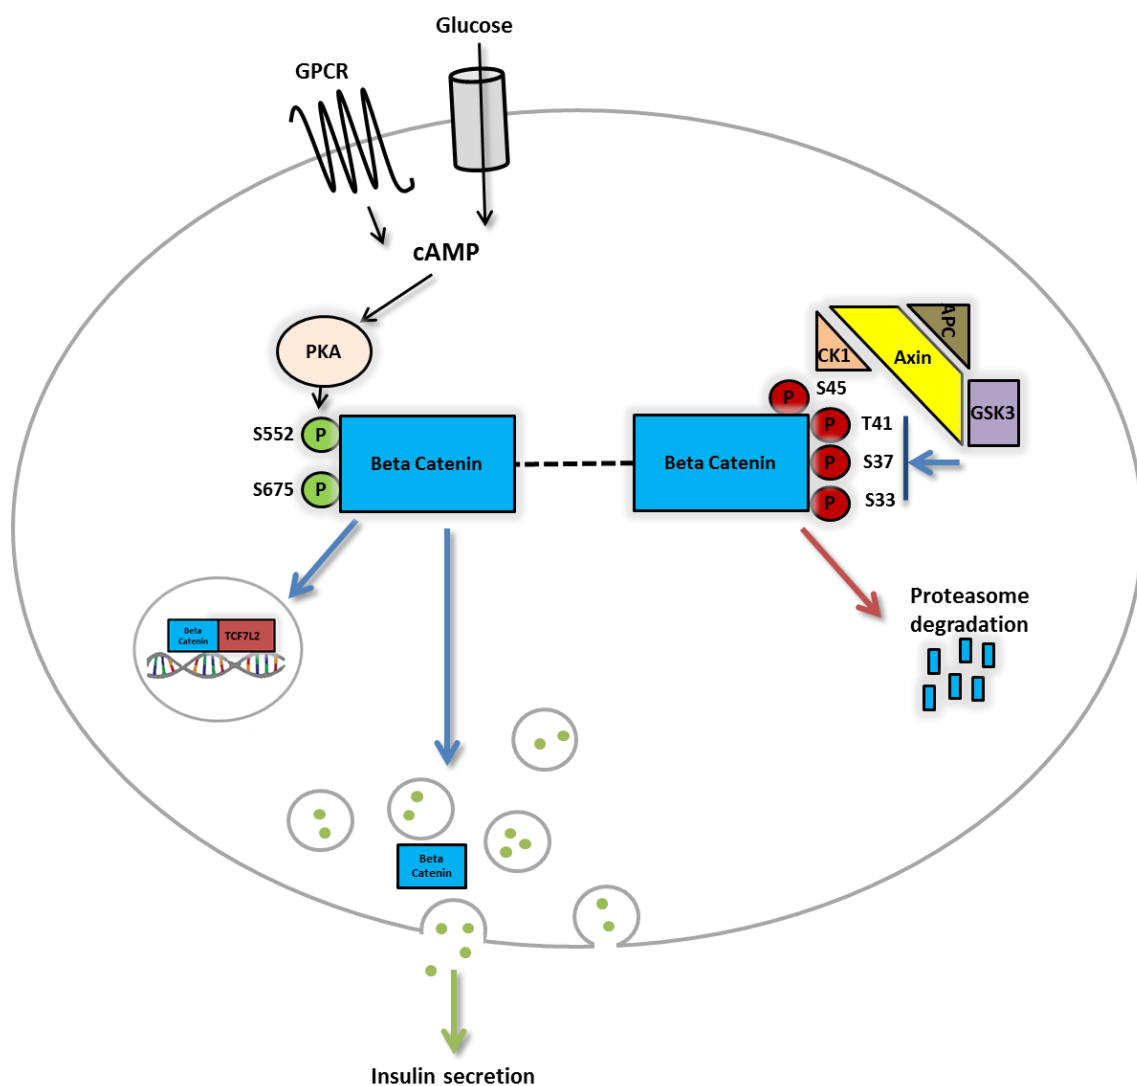 Glucose
GPCR
cAMP
PKA
CK1
Axin
APC
GSK3
P
S45
S552
P
Beta Catenin
Beta Catenin
P
T41
P
S37
S675
P
P
S33
Beta
Catenin
TCF7L2
Proteasome
degradation
Beta
Catenin
Insulin secretion